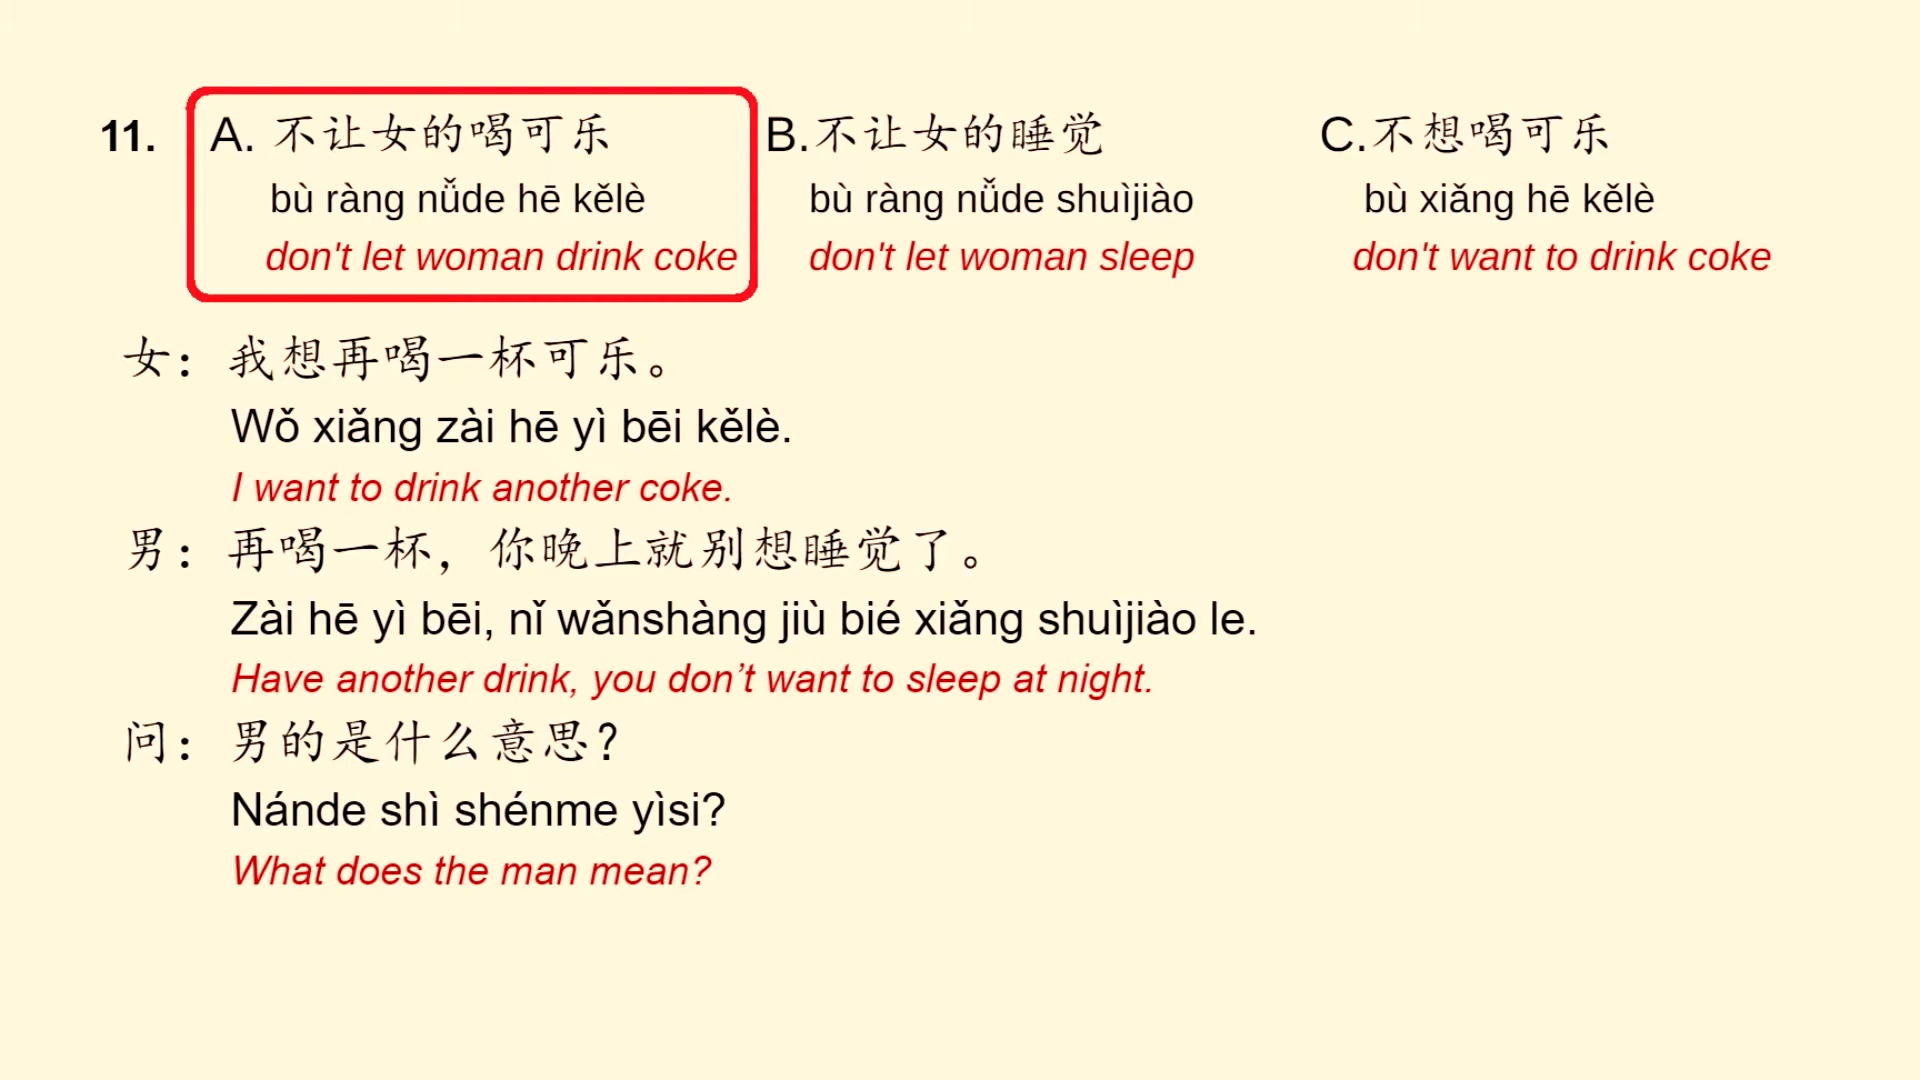 11. A. 不让女的喝可乐 B.不让女的睡觉 C.不想喝可乐
bù ràng nǚde hē kělè bù ràng nǚde shuìjiào bù xiǎng hē kělè
don't let woman drink coke don't let woman sleep don't want to drink coke
女：我想再喝一杯可乐。
Wǒ xiǎng zài hē yì bēi kělè.
I want to drink another coke.
男：再喝一杯，你晚上就别想睡觉了。
Zài hē yì bēi, nǐ wǎnshàng jiù bié xiǎng shuìjiào le.
Have another drink, you don’t want to sleep at night.
问：男的是什么意思?
Nánde shì shénme yìsi?
What does the man mean?